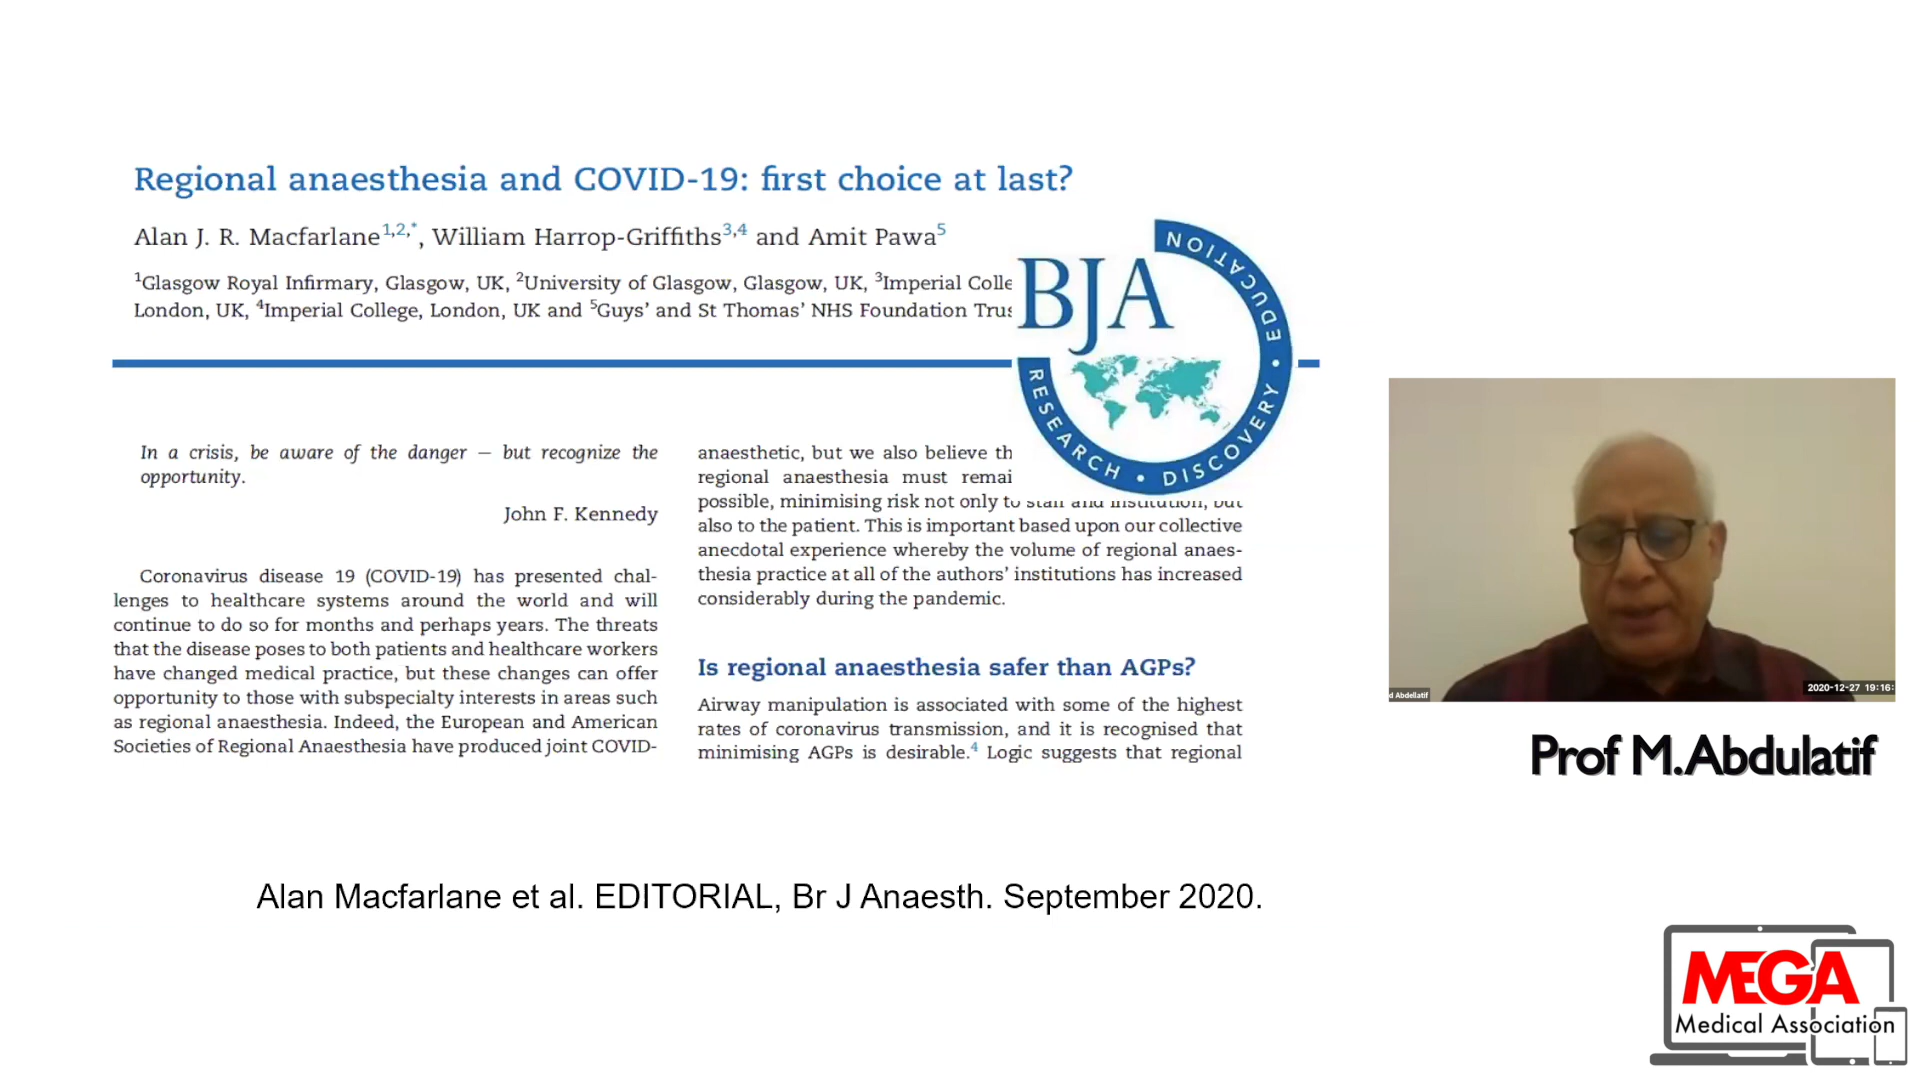 Regional anaesthesia and COVID-19: first choice at last?
Alan J. R. Macfarlane1,2,*, William Harrop-Griffiths3,4 and Amit Pawa5
1Glasgow Royal Infirmary, Glasgow, UK, 2University of Glasgow, Glasgow, UK, 3Imperial Colle
London, UK, 4Imperial College, London, UK and 5Guys’ and St Thomas’ NHS Foundation Trus
BJA
RESEARCH • DISCOVERY • EDUCATION
In a crisis, be aware of the danger – but recognize the
opportunity.
John F. Kennedy
Coronavirus disease 19 (COVID-19) has presented chal-
lenges to healthcare systems around the world and will
continue to do so for months and perhaps years. The threats
that the disease poses to both patients and healthcare workers
have changed medical practice, but these changes can offer
opportunity to those with subspecialty interests in areas such
as regional anaesthesia. Indeed, the European and American
Societies of Regional Anaesthesia have produced joint COVID-
anaesthetic, but we also believe th
regional anaesthesia must remai
possible, minimising risk not only to staff and institution, but
also to the patient. This is important based upon our collective
anecdotal experience whereby the volume of regional anaes-
thesia practice at all of the authors’ institutions has increased
considerably during the pandemic.
Is regional anaesthesia safer than AGPs?
Airway manipulation is associated with some of the highest
rates of coronavirus transmission, and it is recognised that
minimising AGPs is desirable.4 Logic suggests that regional
d Abdellatif
2020-12-27 19:16:
Prof M.Abdulatif
Alan Macfarlane et al. EDITORIAL, Br J Anaesth. September 2020.
MEGA
Medical Association